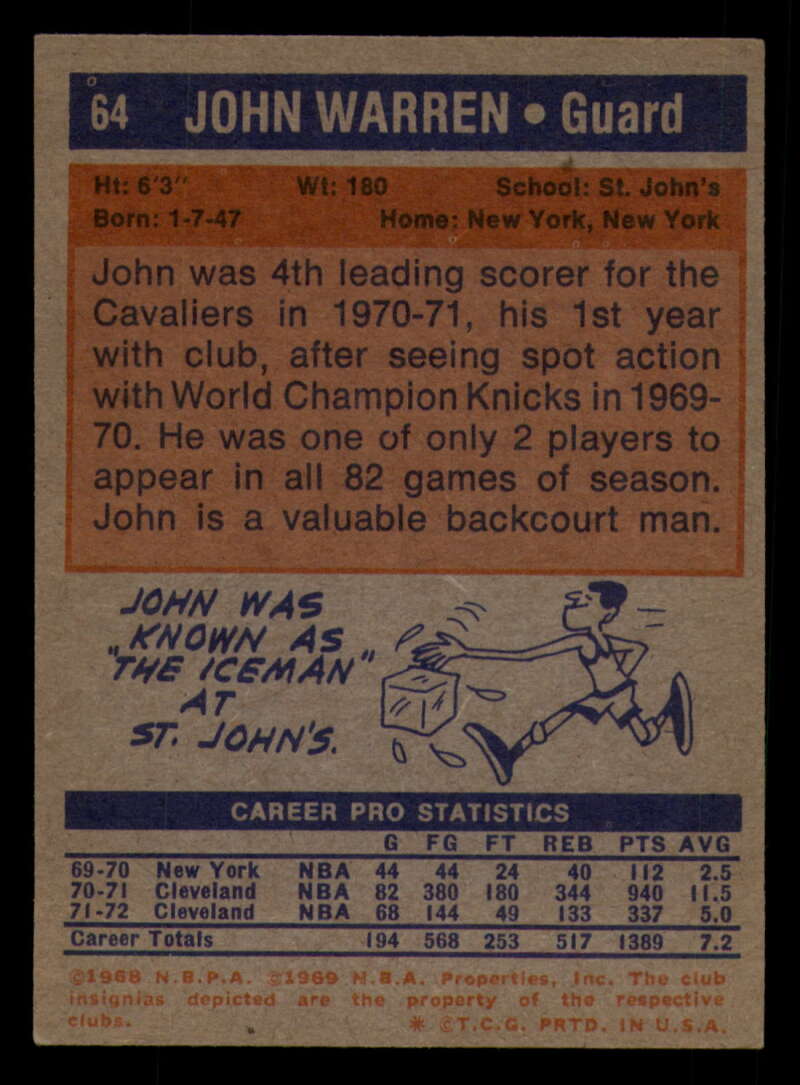 64 JOHN WARREN • Guard
Ht: 6'3" Wt: 180 School: St. John's
Born: 1-7-47 Home: New York, New York
John was 4th leading scorer for the
Cavaliers in 1970-71, his 1st year
with club, after seeing spot action
with World Champion Knicks in 1969-
70. He was one of only 2 players to
appear in all 82 games of season.
John is a valuable backcourt man.
JOHN WAS
KNOWN AS
"THE ICEMAN"
AT
ST. JOHN'S.
CAREER PRO STATISTICS
G FG FT REB PTS AVG
69-70 New York NBA 44 44 24 40 112 2.5
70-71 Cleveland NBA 82 380 180 344 940 11.5
71-72 Cleveland NBA 68 144 49 133 337 5.0
Career Totals 194 568 253 517 1389 7.2
©1968 N.B.P.A. ©1969 N.B.A. Properties, Inc. The club
insignias depicted are the property of the respective
clubs. * ©T.C.G. PRTD. IN U.S.A.